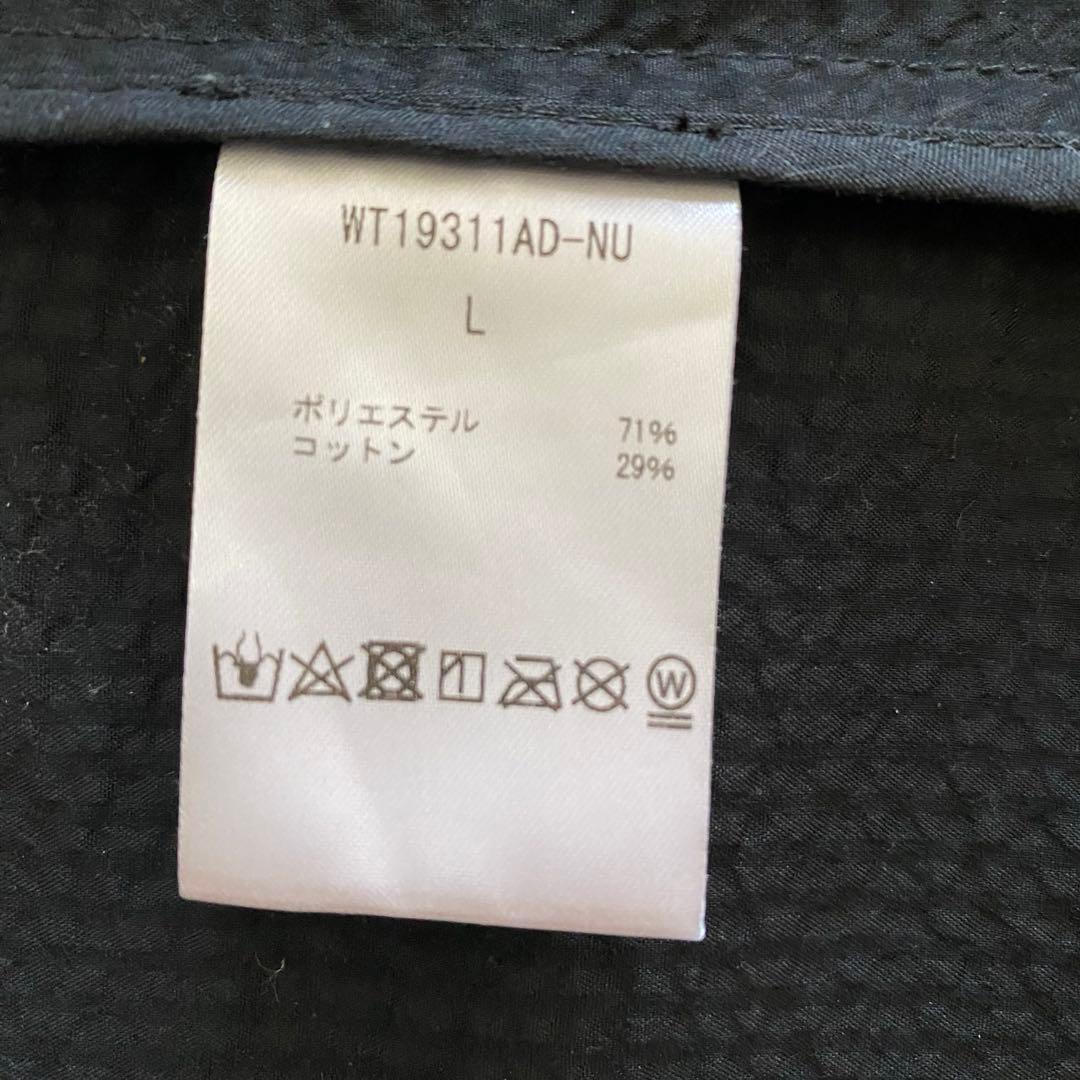 WT19311AD-NU
L
ポリエステル 71%
コットン 29%
W